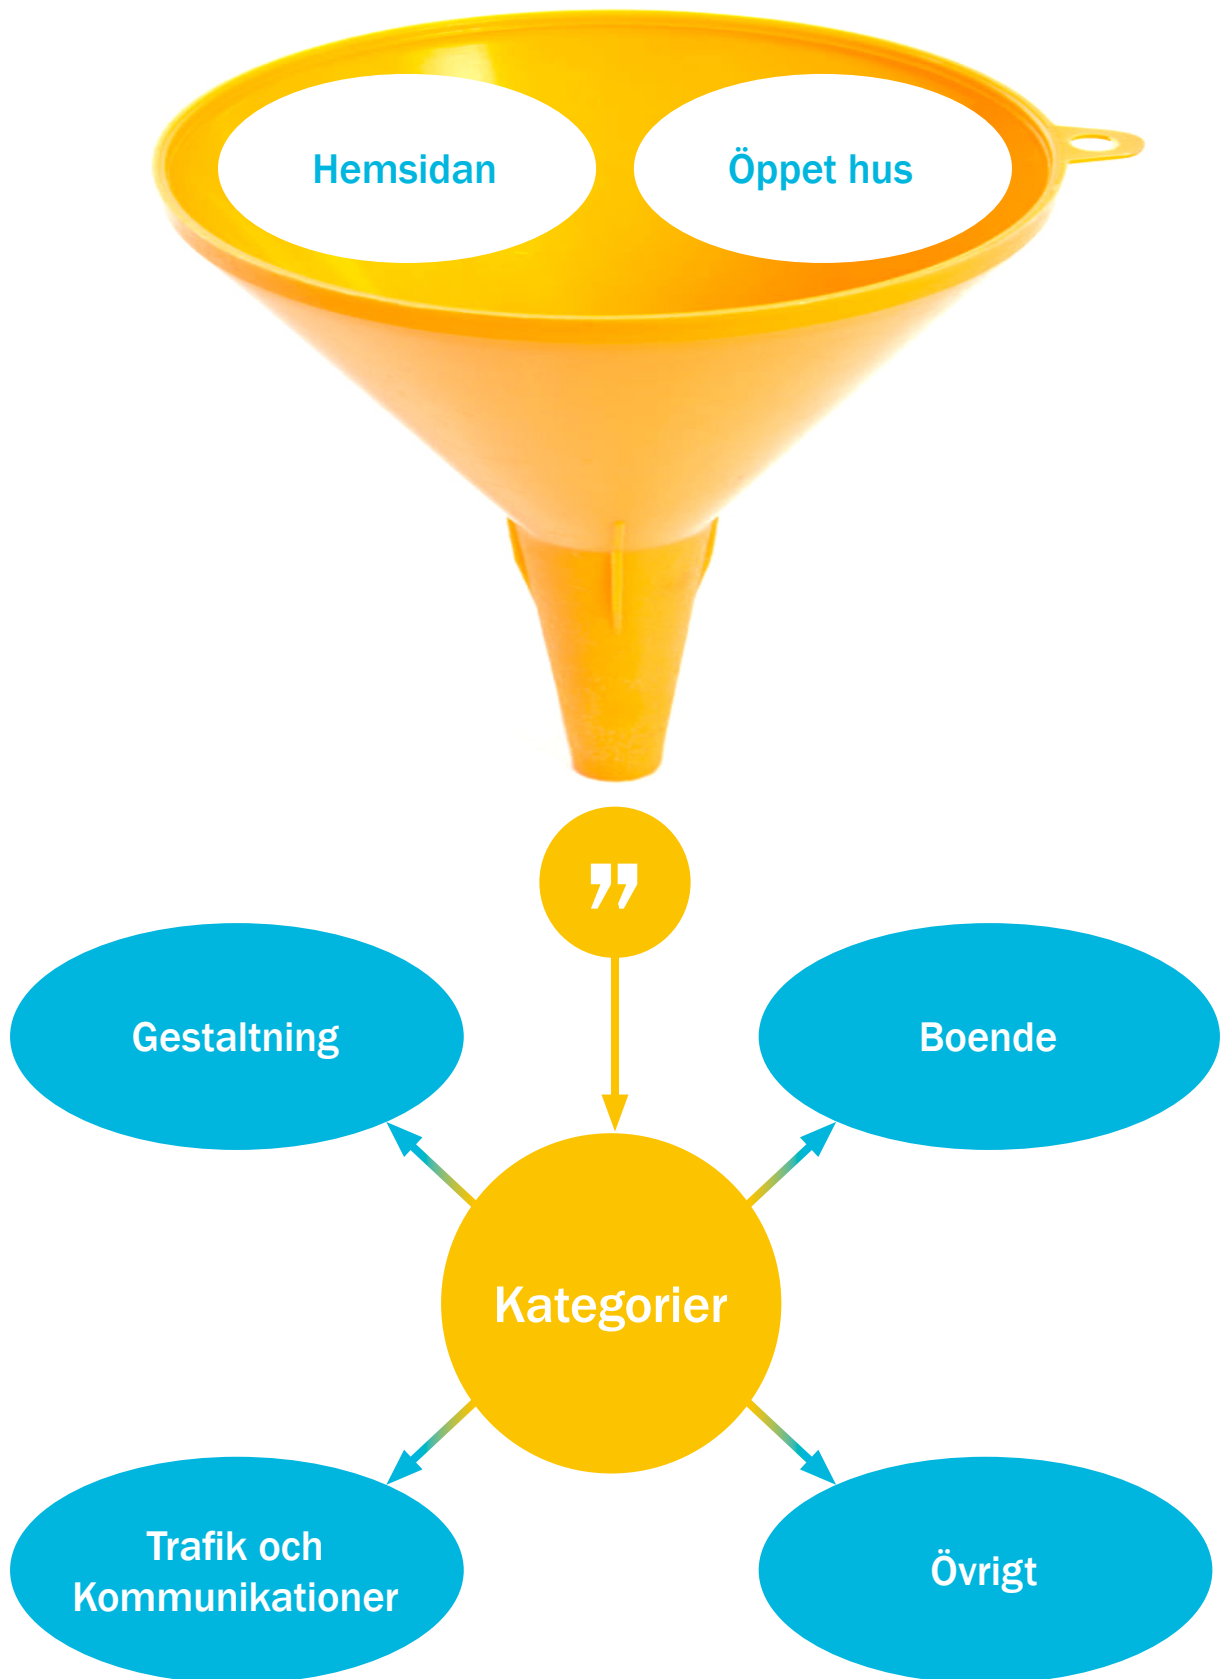 Hemsidan
Öppet hus
”
Gestaltning
Boende
Kategorier
Trafik och
Kommunikationer
Övrigt